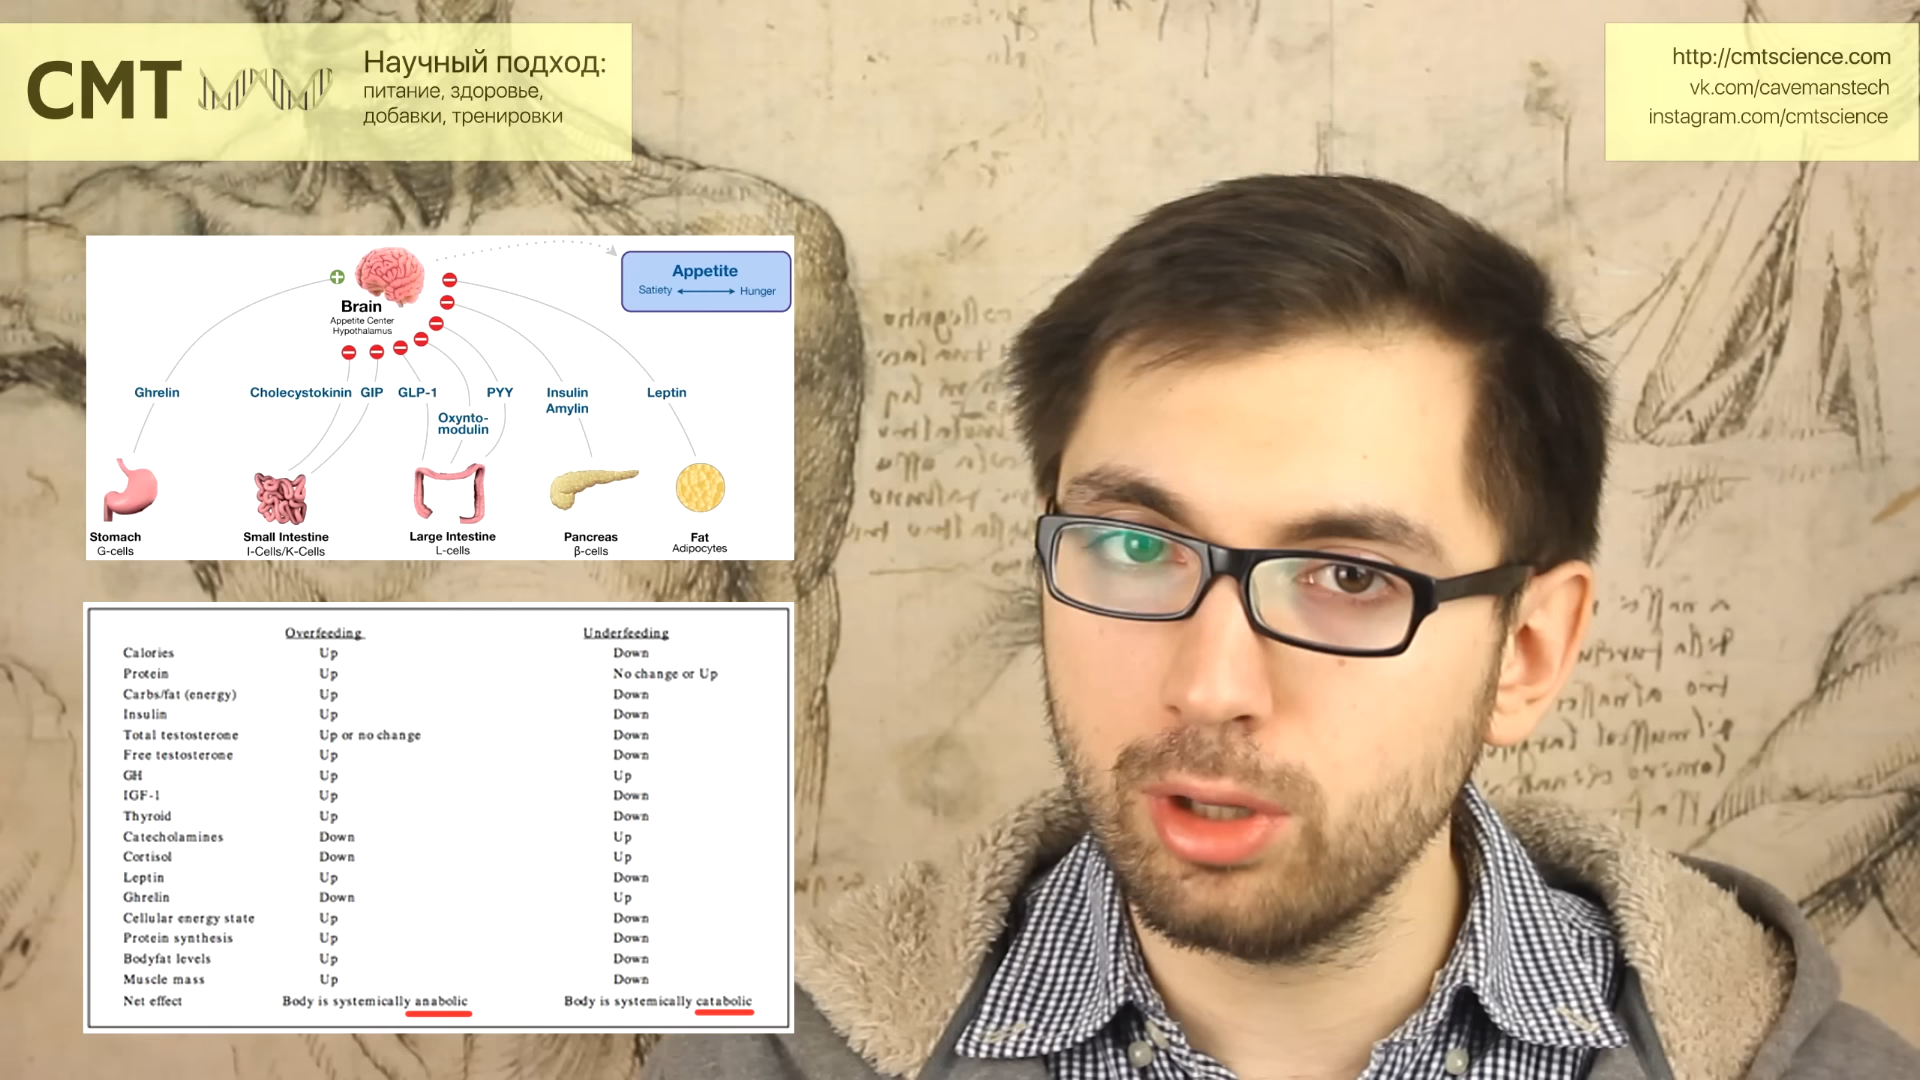 CMT
Научный подход:
питание, здоровье,
добавки, тренировки
http://cmtscience.com
vk.com/cavemanstech
instagram.com/cmtscience
Brain
Appetite Center
Hypothalamus
Appetite
Satiety Hunger
Ghrelin Cholecystokinin GIP GLP-1 PYY Insulin Leptin
Amylin
Oxynto-
modulin
Stomach
G-cells
Small Intestine
I-Cells/K-Cells
Large Intestine
L-cells
Pancreas
β-cells
Fat
Adipocytes
Overfeeding Underfeeding
Calories Up Down
Protein Up No change or Up
Carbs/fat (energy) Up Down
Insulin Up Down
Total testosterone Up or no change Down
Free testosterone Up Down
GH Up Up
IGF-1 Up Down
Thyroid Up Down
Catecholamines Down Up
Cortisol Down Up
Leptin Up Down
Ghrelin Down Up
Cellular energy state Up Down
Protein synthesis Up Down
Bodyfat levels Up Down
Muscle mass Up Down
Net effect Body is systemically anabolic Body is systemically catabolic